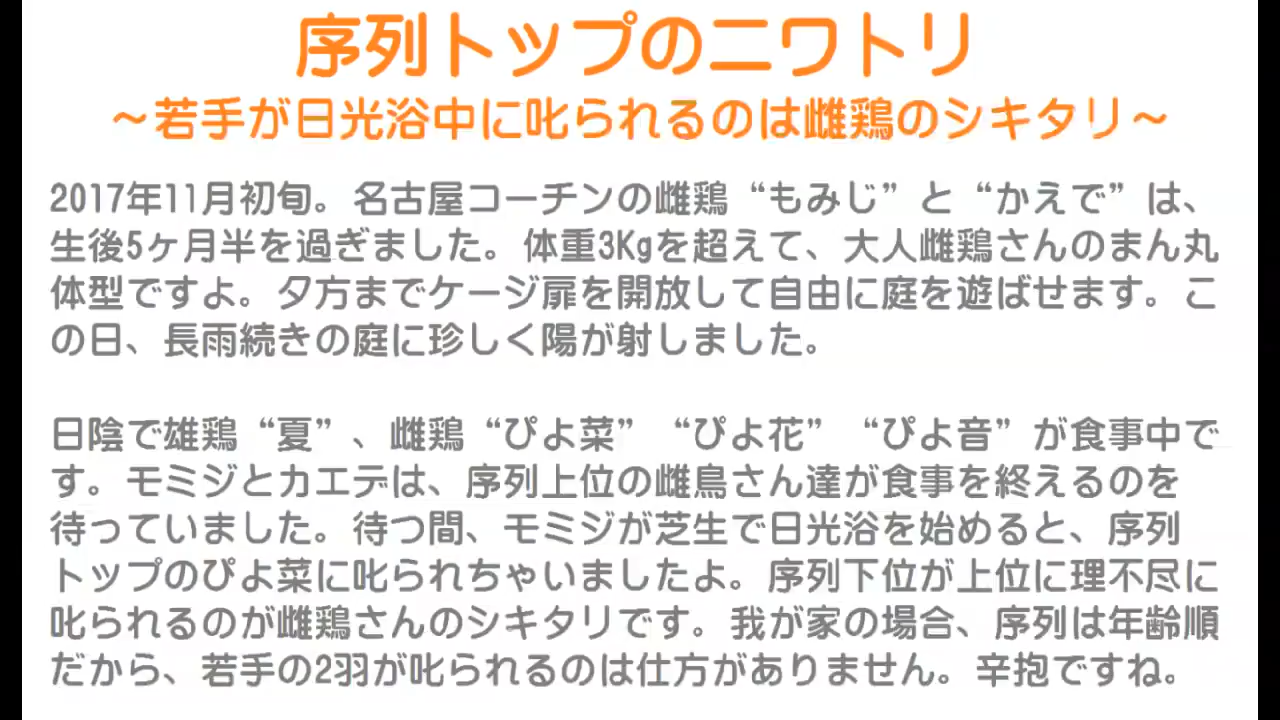 序列トップのニワトリ
～若手が日光浴中に叱られるのは雌鶏のシキタリ～
2017年11月初旬。名古屋コーチンの雌鶏“もみじ”と“かえで”は、
生後5ヶ月半を過ぎました。体重3Kgを超えて、大人雌鶏さんのまん丸
体型ですよ。夕方までケージ扉を開放して自由に庭を遊ばせます。こ
の日、長雨続きの庭に珍しく陽が射しました。
日陰で雄鶏“夏”、雌鶏“ぴよ菜”“ぴよ花”“ぴよ音”が食事中で
す。モミジとカエデは、序列上位の雌鳥さん達が食事を終えるのを
待っていました。待つ間、モミジが芝生で日光浴を始めると、序列
トップのぴよ菜に叱られちゃいましたよ。序列下位が上位に理不尽に
叱られるのが雌鶏さんのシキタリです。我が家の場合、序列は年齢順
だから、若手の2羽が叱られるのは仕方がありません。辛抱ですね。